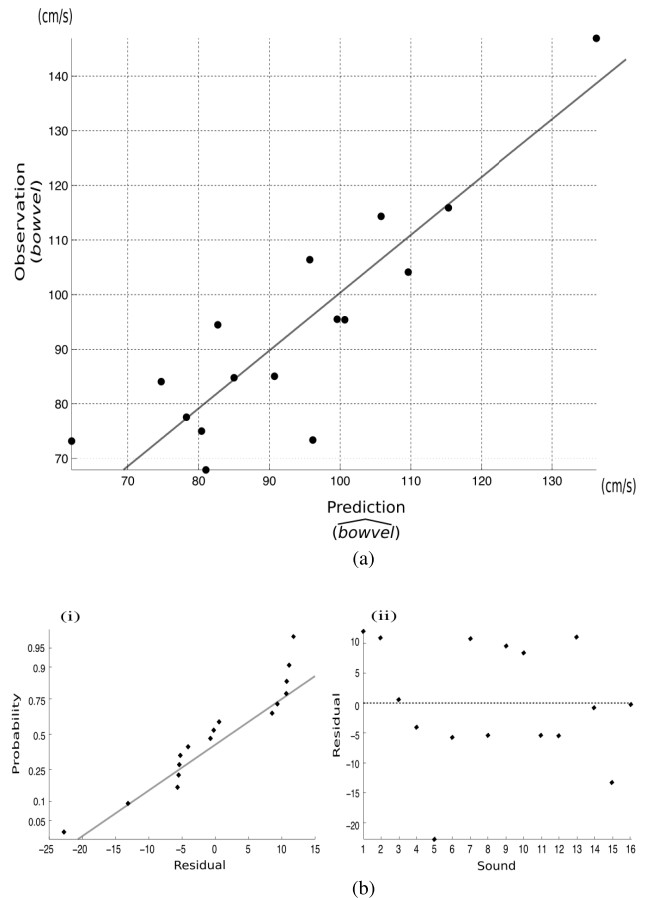 (cm/s)
140
130
120
110
100
90
80
70
Observation
(bowvel)
70 80 90 100 110 120 130
(cm/s)
Prediction
(bowvel)
(a)
(i)
0.95
0.9
0.75
0.5
0.25
0.1
0.05
Probability
−25 −20 −15 −10 −5 0 5 10 15
Residual
(ii)
10
5
0
−5
−10
−15
−20
Residual
1 2 3 4 5 6 7 8 9 10 11 12 13 14 15 16
Sound
(b)